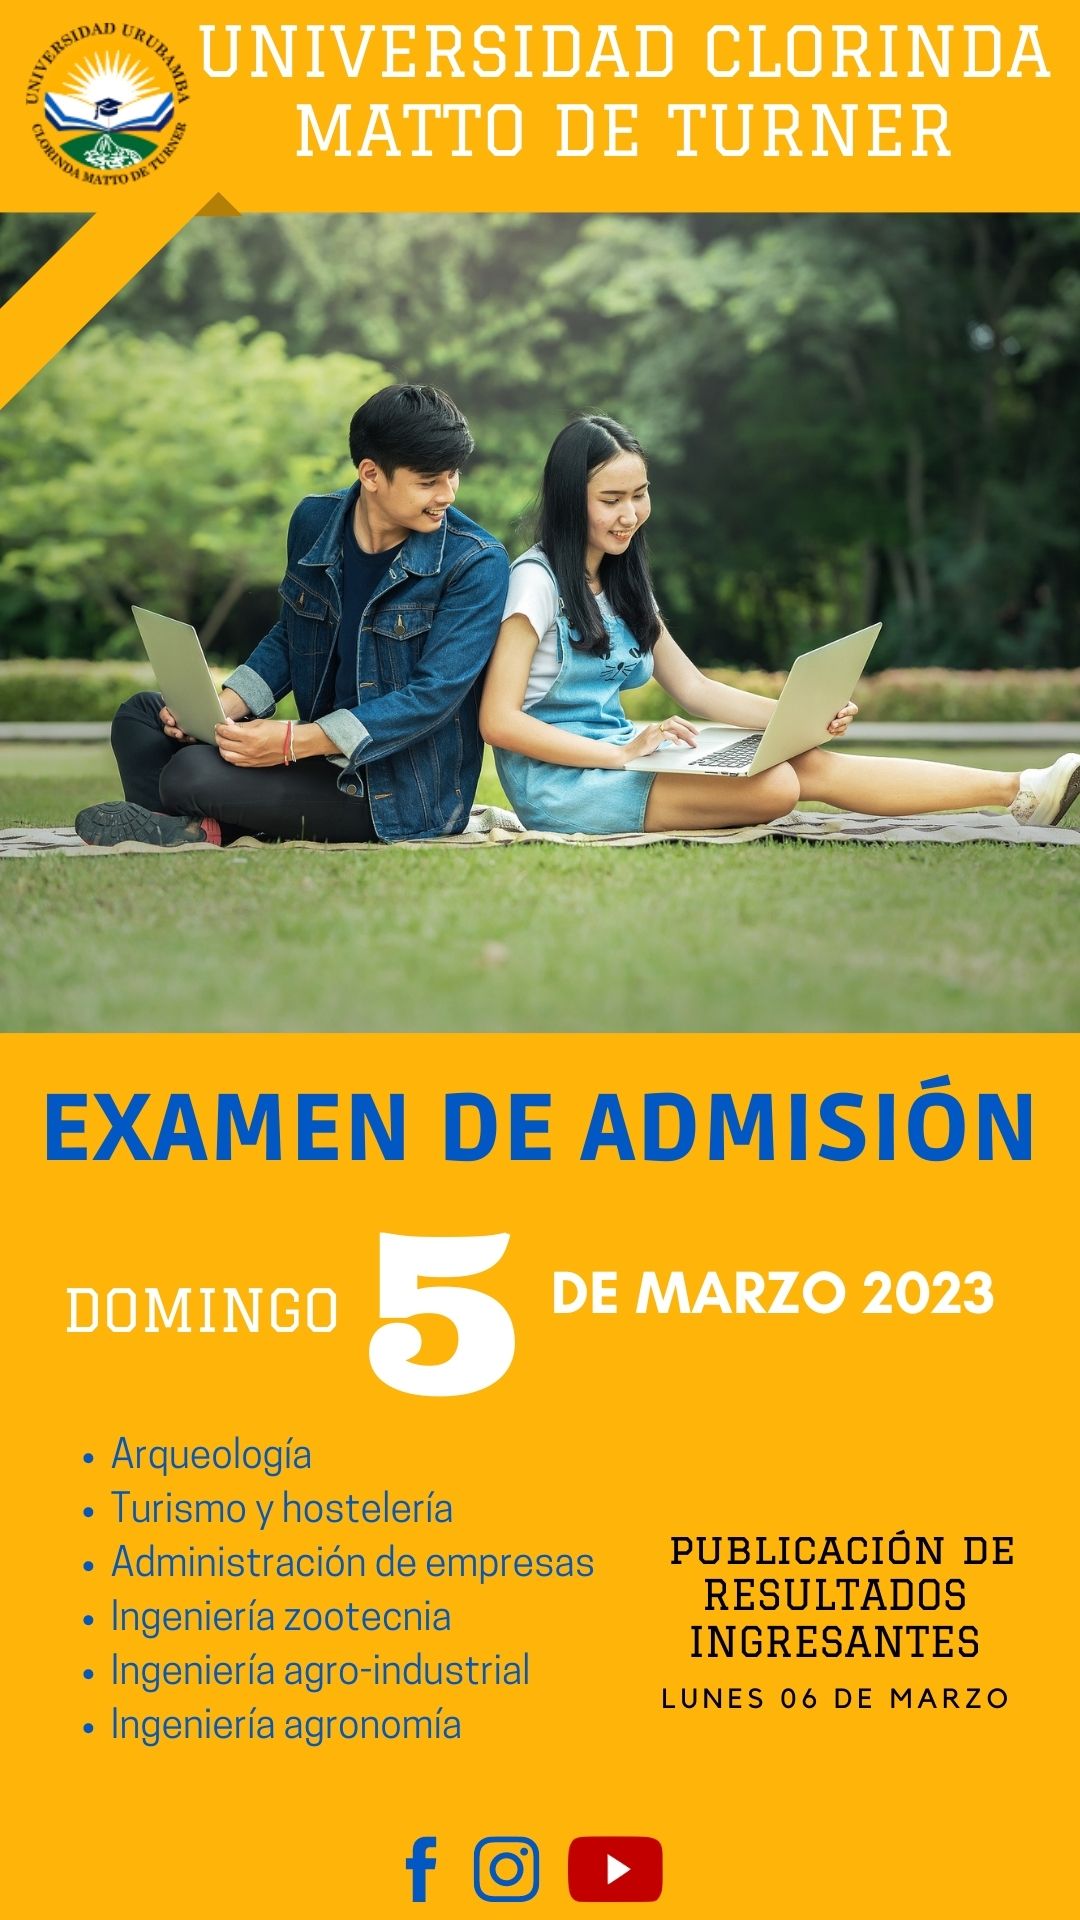 UNIVERSIDAD URUBAMBA
CLORINDA MATTO DE TURNER
UNIVERSIDAD CLORINDA
MATTO DE TURNER
EXAMEN DE ADMISIÓN
DOMINGO 5 DE MARZO 2023
• Arqueología
• Turismo y hostelería
• Administración de empresas
• Ingeniería zootecnia
• Ingeniería agro-industrial
• Ingeniería agronomía
PUBLICACIÓN DE
RESULTADOS
INGRESANTES
LUNES 06 DE MARZO